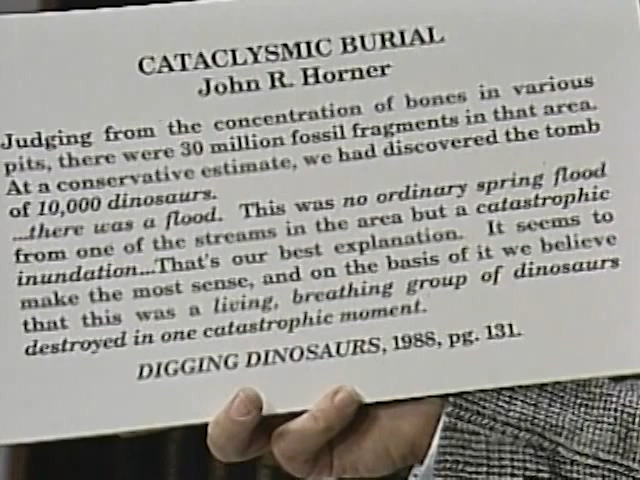 CATACLYSMIC BURIAL
John R. Horner
Judging from the concentration of bones in various
pits, there were 30 million fossil fragments in that area.
At a conservative estimate, we had discovered the tomb
of 10,000 dinosaurs.
...there was a flood. This was no ordinary spring flood
from one of the streams in the area but a catastrophic
inundation...That's our best explanation. It seems to
make the most sense, and on the basis of it we believe
that this was a living, breathing group of dinosaurs
destroyed in one catastrophic moment.
DIGGING DINOSAURS, 1988, pg. 131.